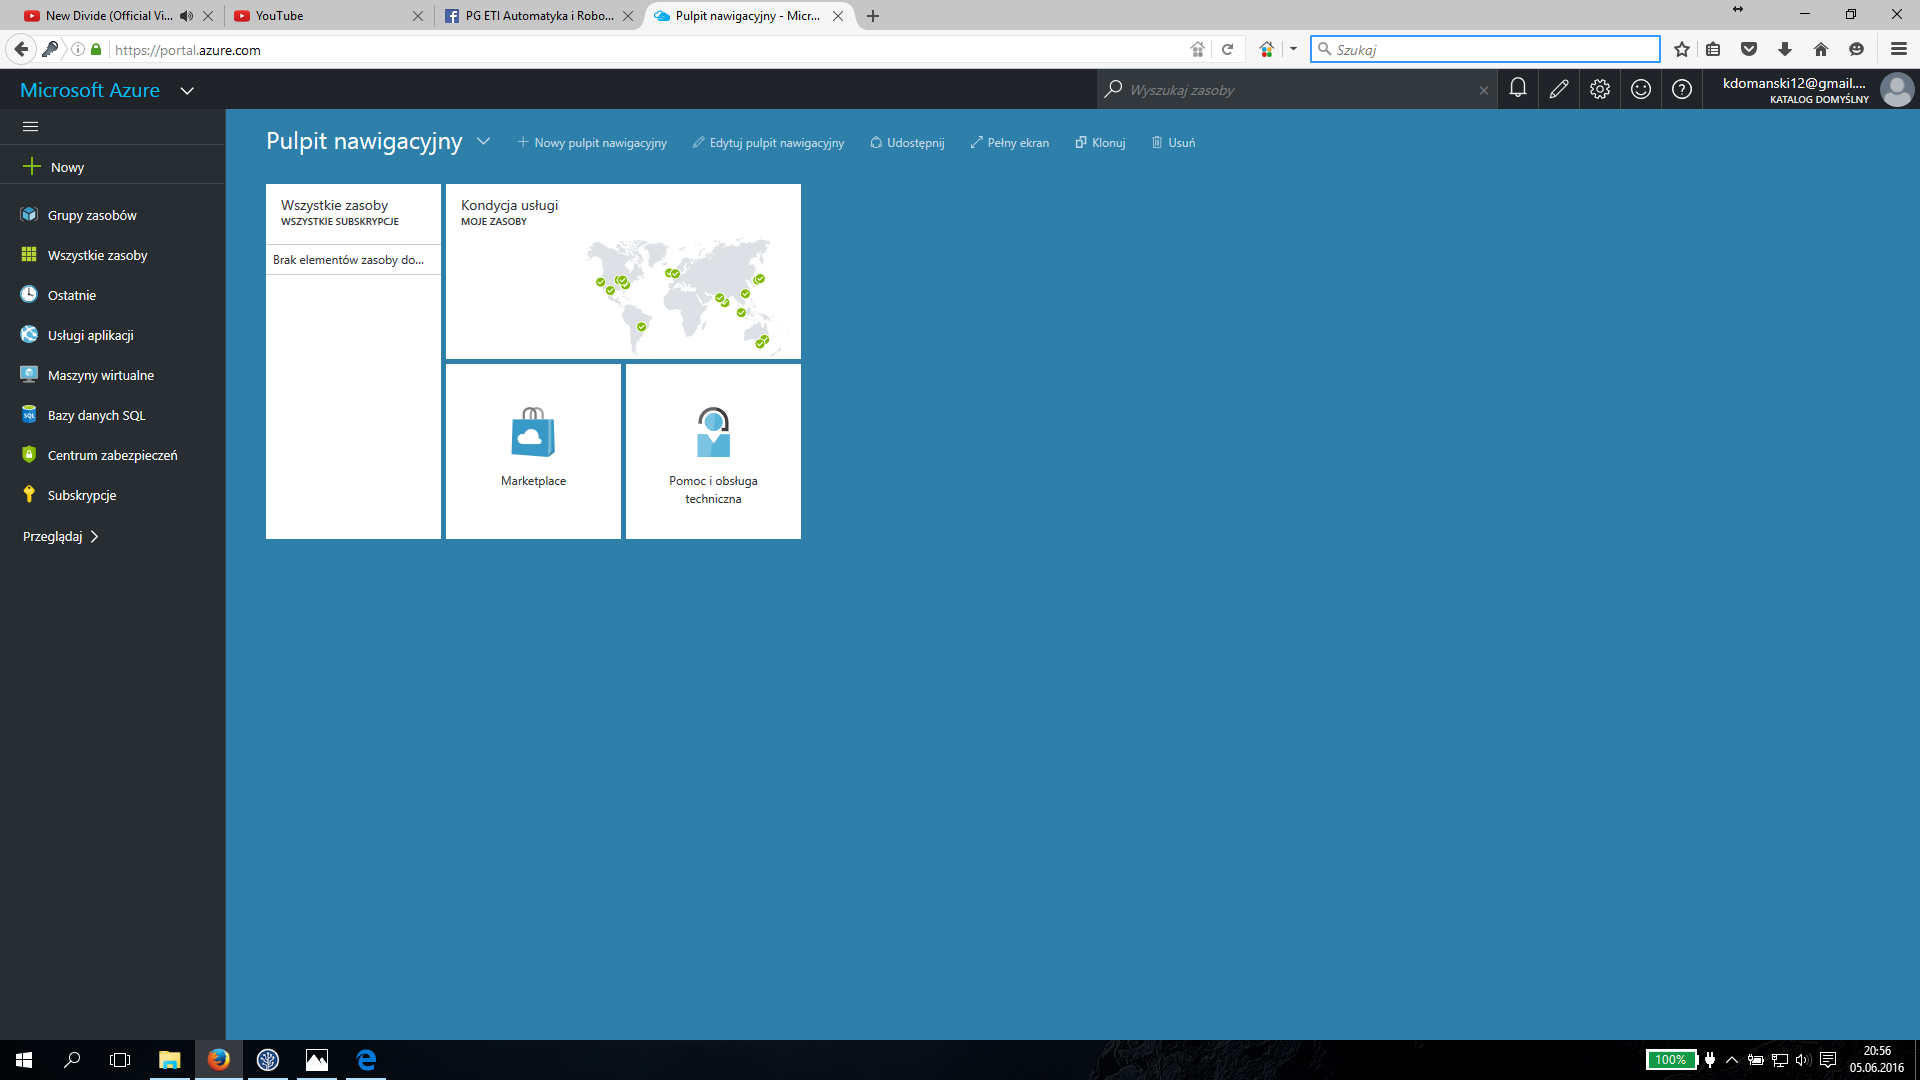 New Divide (Official Vi...
YouTube
PG ETI Automatyka i Robo...
Pulpit nawigacyjny - Micr...
https://portal.azure.com
Szukaj
Microsoft Azure
Wyszukaj zasoby
kdomanski12@gmail....
KATALOG DOMYŚLNY
Nowy
Grupy zasobów
Wszystkie zasoby
Ostatnie
Usługi aplikacji
Maszyny wirtualne
Bazy danych SQL
Centrum zabezpieczeń
Subskrypcje
Przeglądaj
Pulpit nawigacyjny
Nowy pulpit nawigacyjny
Edytuj pulpit nawigacyjny
Udostępnij
Pełny ekran
Klonuj
Usuń
Wszystkie zasoby
WSZYSTKIE SUBSKRYPCJE
Brak elementów zasoby do...
Kondycja usługi
MOJE ZASOBY
Marketplace
Pomoc i obsługa
techniczna
100%
20:56
05.06.2016